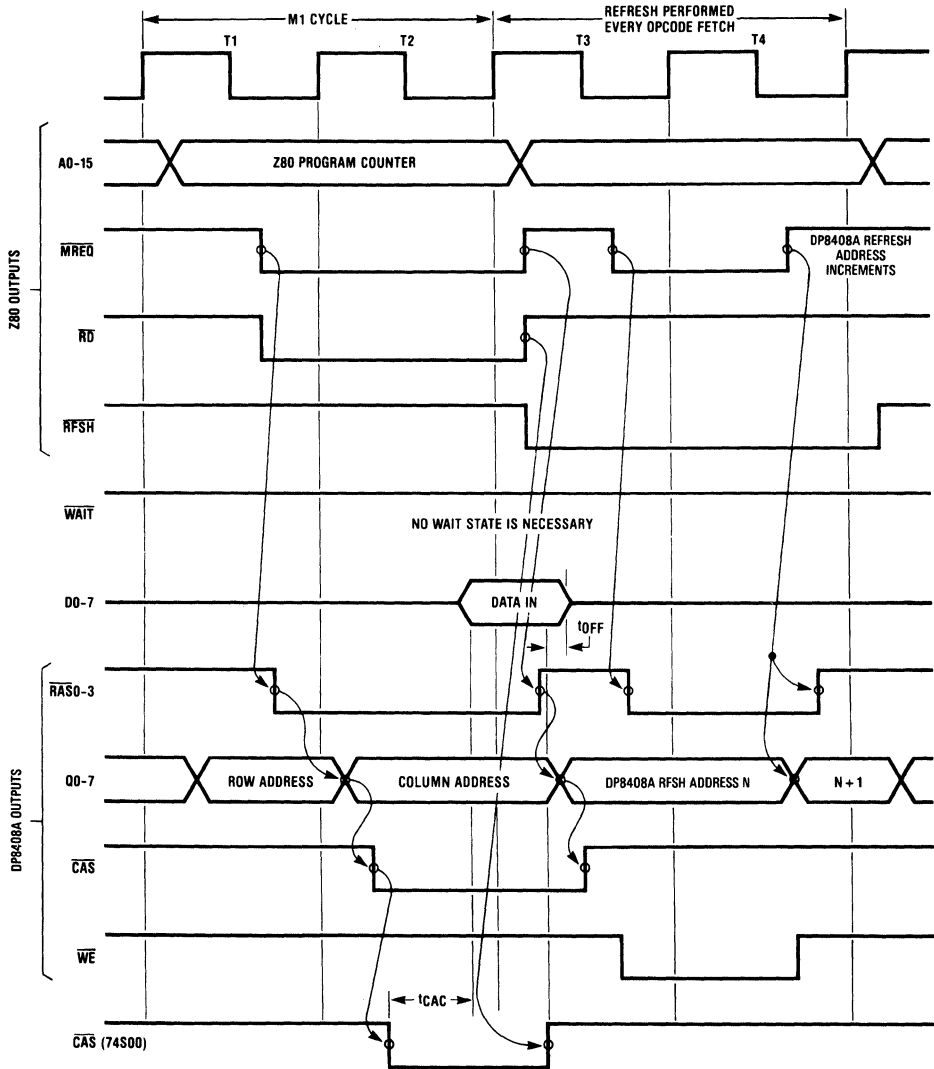 M1 CYCLE
REFRESH PERFORMED
EVERY OPCODE FETCH
T1
T2
T3
T4
Z80 OUTPUTS
A0-15
Z80 PROGRAM COUNTER
MREQ
DP8408A REFRESH
ADDRESS
INCREMENTS
RD
RFSH
WAIT
NO WAIT STATE IS NECESSARY
D0-7
DATA IN
tOFF
DP8408A OUTPUTS
RAS0-3
Q0-7
ROW ADDRESS
COLUMN ADDRESS
DP8408A RFSH ADDRESS N
N + 1
CAS
WE
tCAC
CAS (74S00)